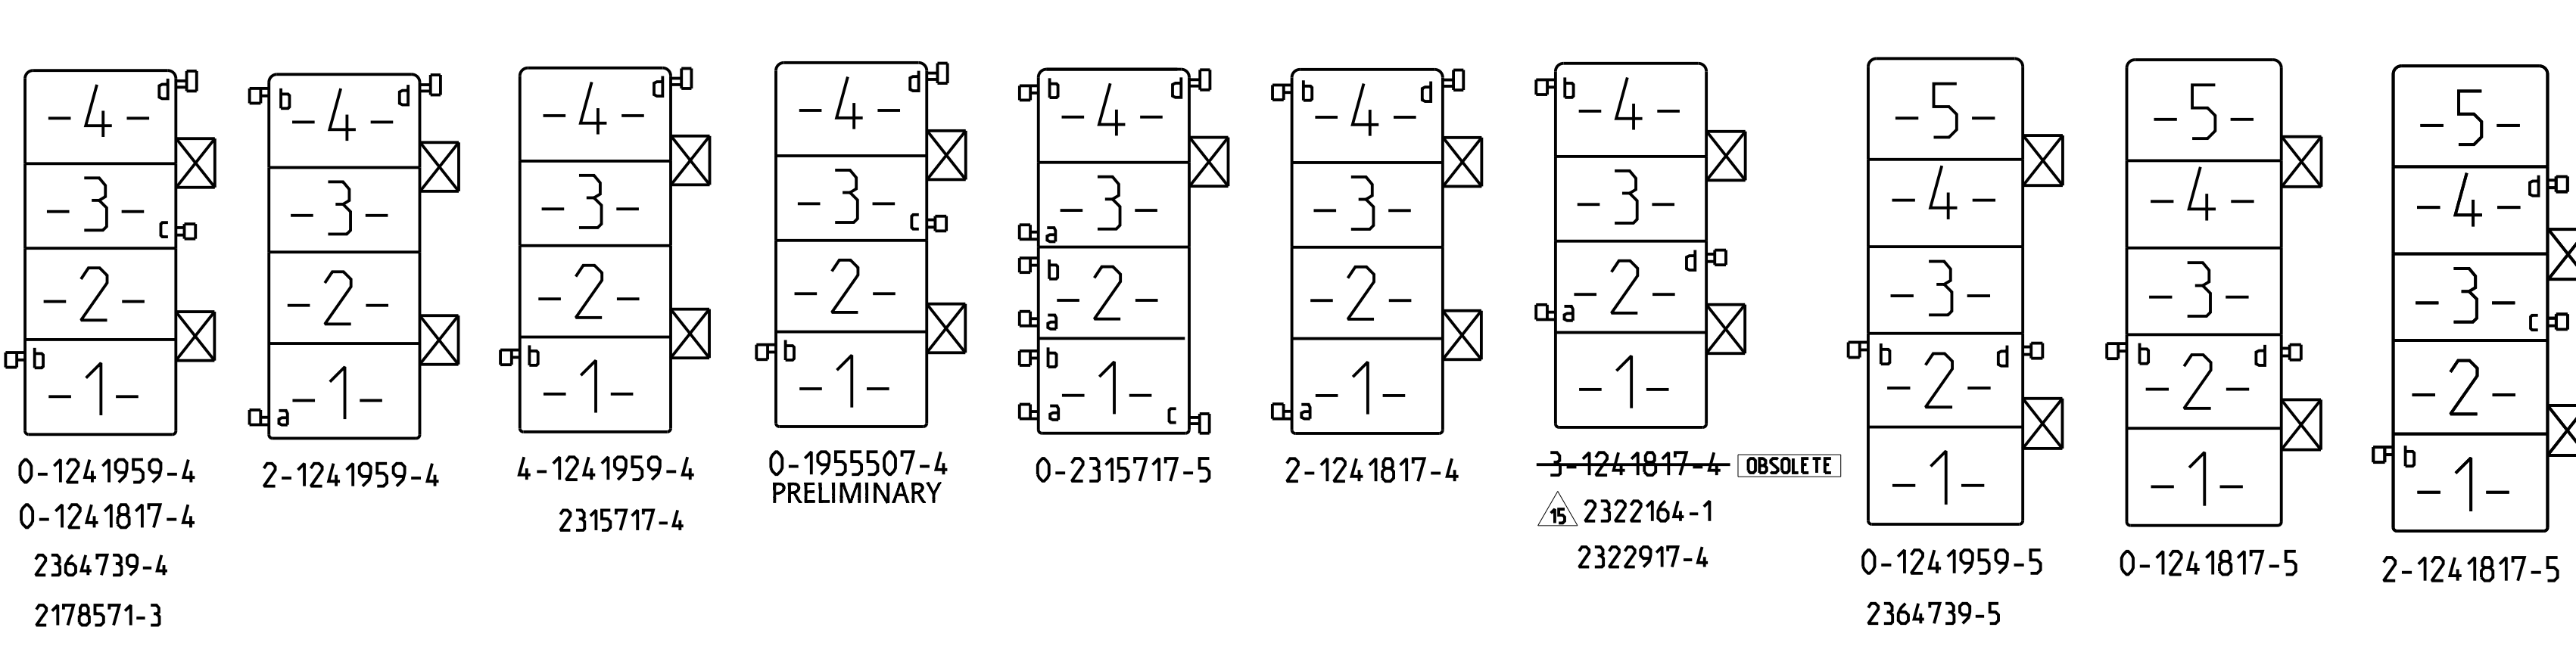 -4- d
-3- c
-2-
b -1-
0-1241959-4
0-1241817-4
2364739-4
2178571-3
b -4- d
-3-
-2-
a -1-
2-1241959-4
-4- d
-3-
-2-
b -1-
4-1241959-4
2315717-4
-4- d
-3- c
-2-
b -1-
0-1955507-4
PRELIMINARY
b -4- d
-3-
a
b -2-
a
b -1-
a c
0-2315717-5
b -4- d
-3-
-2-
a -1-
2-1241817-4
b -4-
-3-
-2- d
a
-1-
3-1241817-4 OBSOLETE
15 2322164-1
2322917-4
-5-
-4-
-3-
b -2- d
-1-
0-1241959-5
2364739-5
-5-
-4-
-3-
b -2- d
-1-
0-1241817-5
-5-
-4- d
-3- c
-2-
b -1-
2-1241817-5